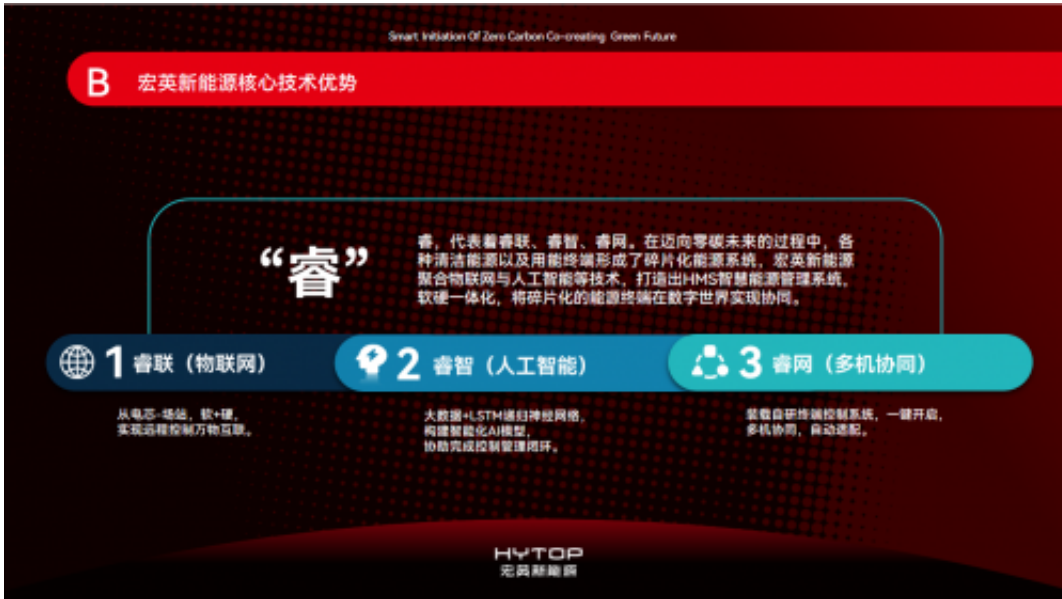 Smart Initiation Of Zero Carbon Co-creating Green Future
B 宏英新能源核心技术优势
“睿”
睿，代表着睿联、睿智、睿网。在迈向零碳未来的过程中，各
种清洁能源以及用能终端形成了碎片化能源系统，宏英新能源
聚合物联网与人工智能等技术，打造出HMS智慧能源管理系统，
软硬一体化，将碎片化的能源终端在数字世界实现协同。
1 睿联（物联网）
从电芯-场站，软+硬，
实现远程控制万物互联。
2 睿智（人工智能）
大数据+LSTM递归神经网络，
构建智能化AI模型，
协助完成控制管理闭环。
3 睿网（多机协同）
装载自研终端控制系统，一键开启，
多机协同，自动适配。
HYTOP
宏英新能源